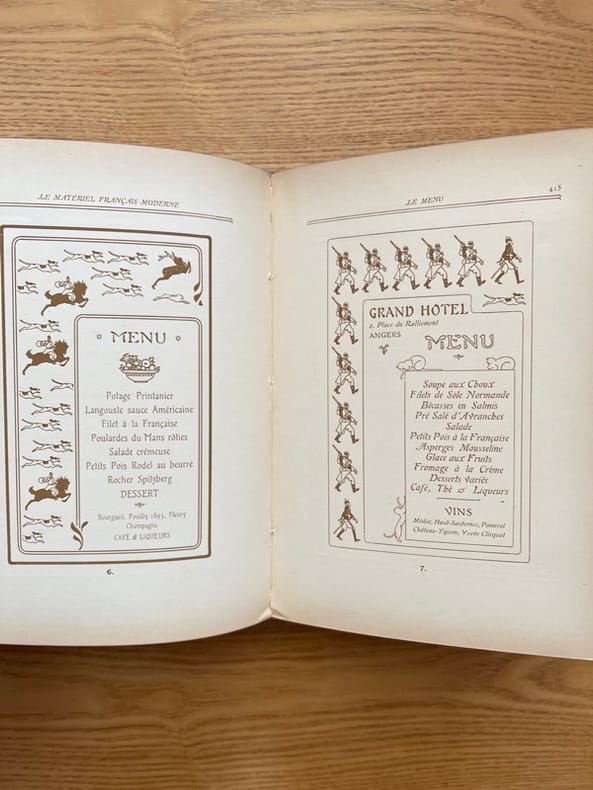 LE MATERIEL FRANÇAIS MODERNE
MENU
Potage Printanier
Langouste sauce Américaine
Filet à la Française
Poulardes du Mans rôties
Salade crémeuse
Petits Pois Rodel au beurre
Rocher Spitzberg
DESSERT
Bourgueil, Pouilly 1893, Fleury
Champagne
CAFÉ & LIQUEURS
6.
LE MENU
415
GRAND HÔTEL
2, Place du Ralliement
ANGERS
MENU
Soupe aux Choux
Filets de Sole Normande
Bécasses en Salmis
Pré Salé d'Avranches
Salade
Petits Pois à la Française
Asperges Mousseline
Glace aux Fruits
Fromage à la Crème
Desserts variés
Café, Thé & Liqueurs
VINS
Médoc, Haut-Sauternes, Pomerol
Château-Yquem, Veuve Clicquot
7.